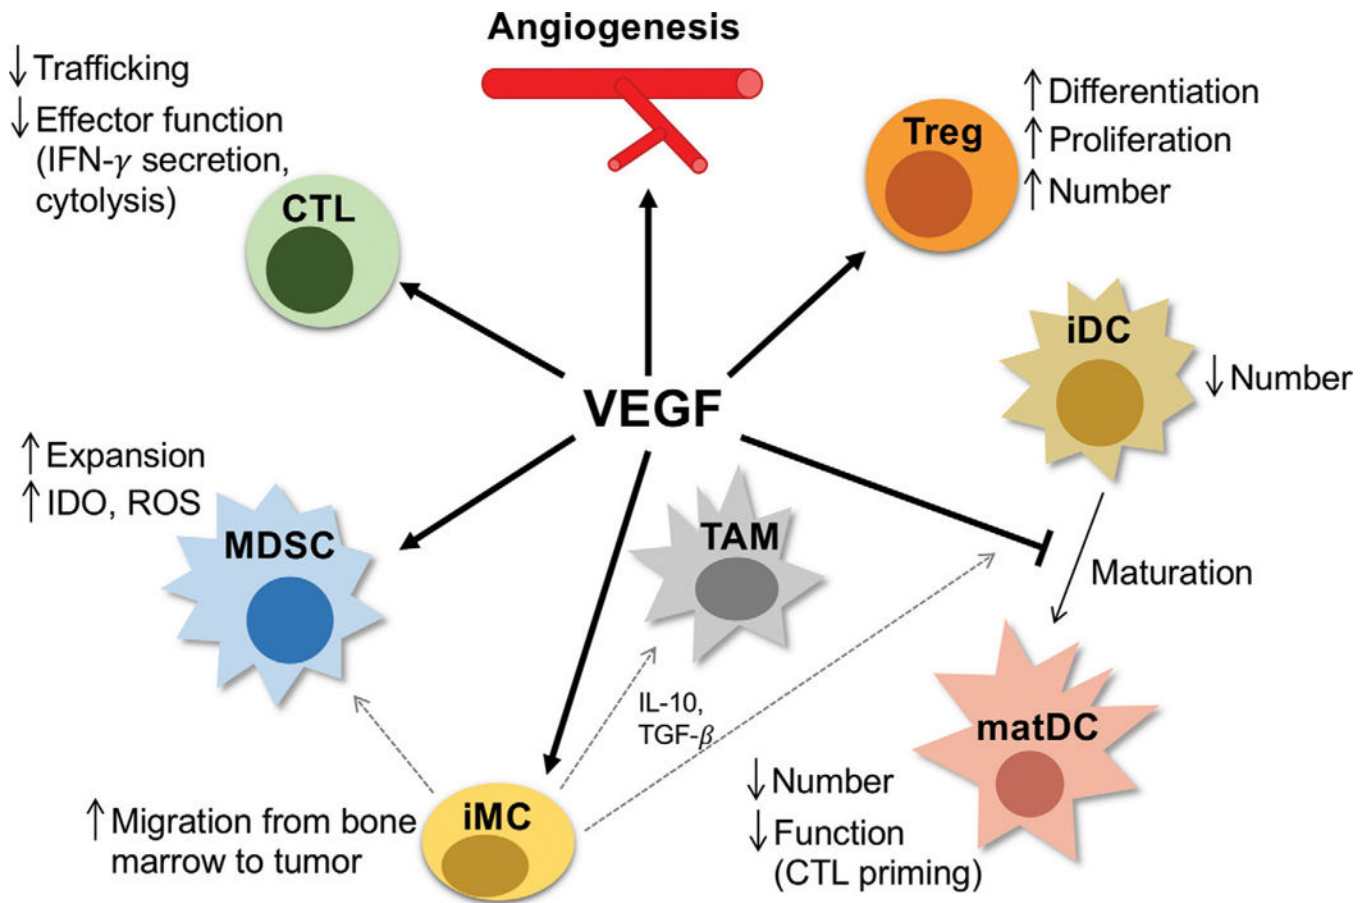 Angiogenesis
↓ Trafficking
↓ Effector function
(IFN-γ secretion,
cytolysis)
CTL
Treg
↑ Differentiation
↑ Proliferation
↑ Number
iDC
↓ Number
VEGF
↑ Expansion
↑ IDO, ROS
MDSC
TAM
Maturation
IL-10,
TGF-β
matDC
↓ Number
↓ Function
(CTL priming)
iMC
↑ Migration from bone
marrow to tumor